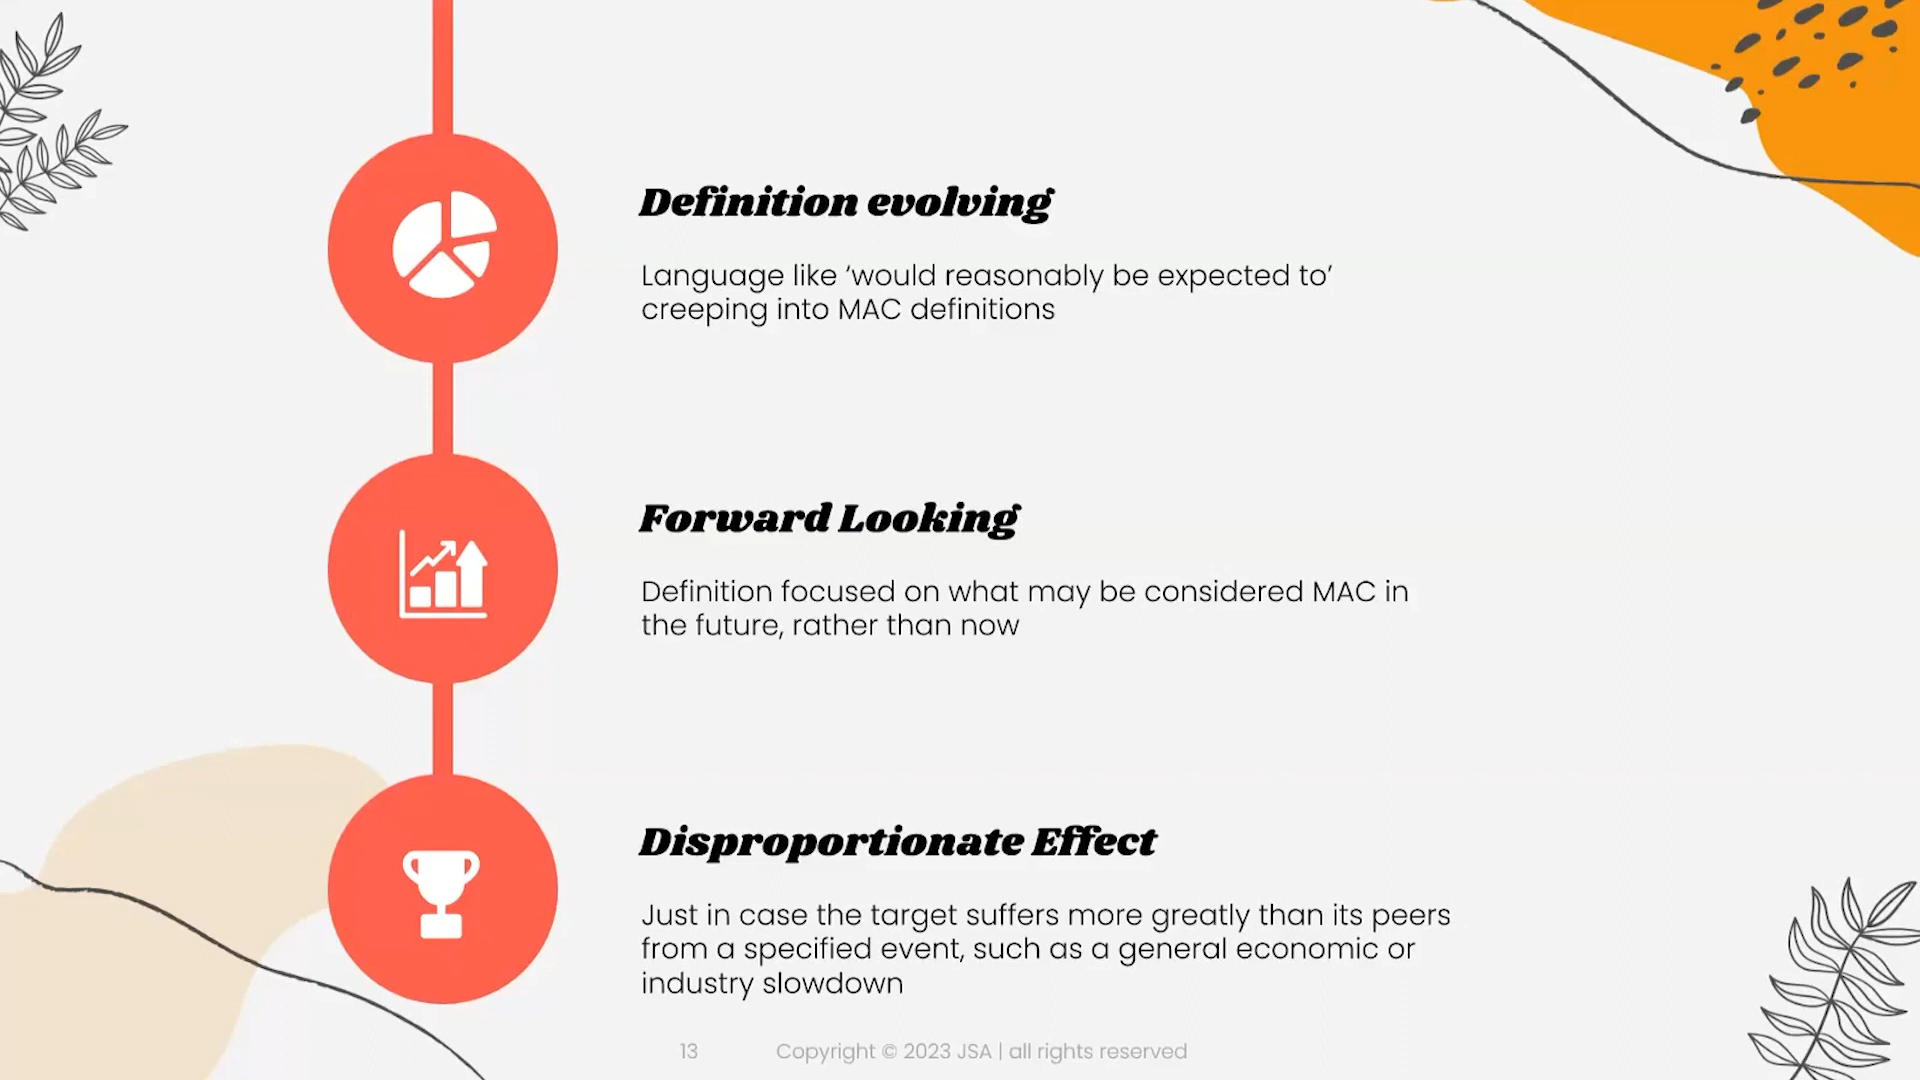 Definition evolving
Language like ‘would reasonably be expected to’
creeping into MAC definitions
Forward Looking
Definition focused on what may be considered MAC in
the future, rather than now
Disproportionate Effect
Just in case the target suffers more greatly than its peers
from a specified event, such as a general economic or
industry slowdown
13 Copyright © 2023 JSA | all rights reserved